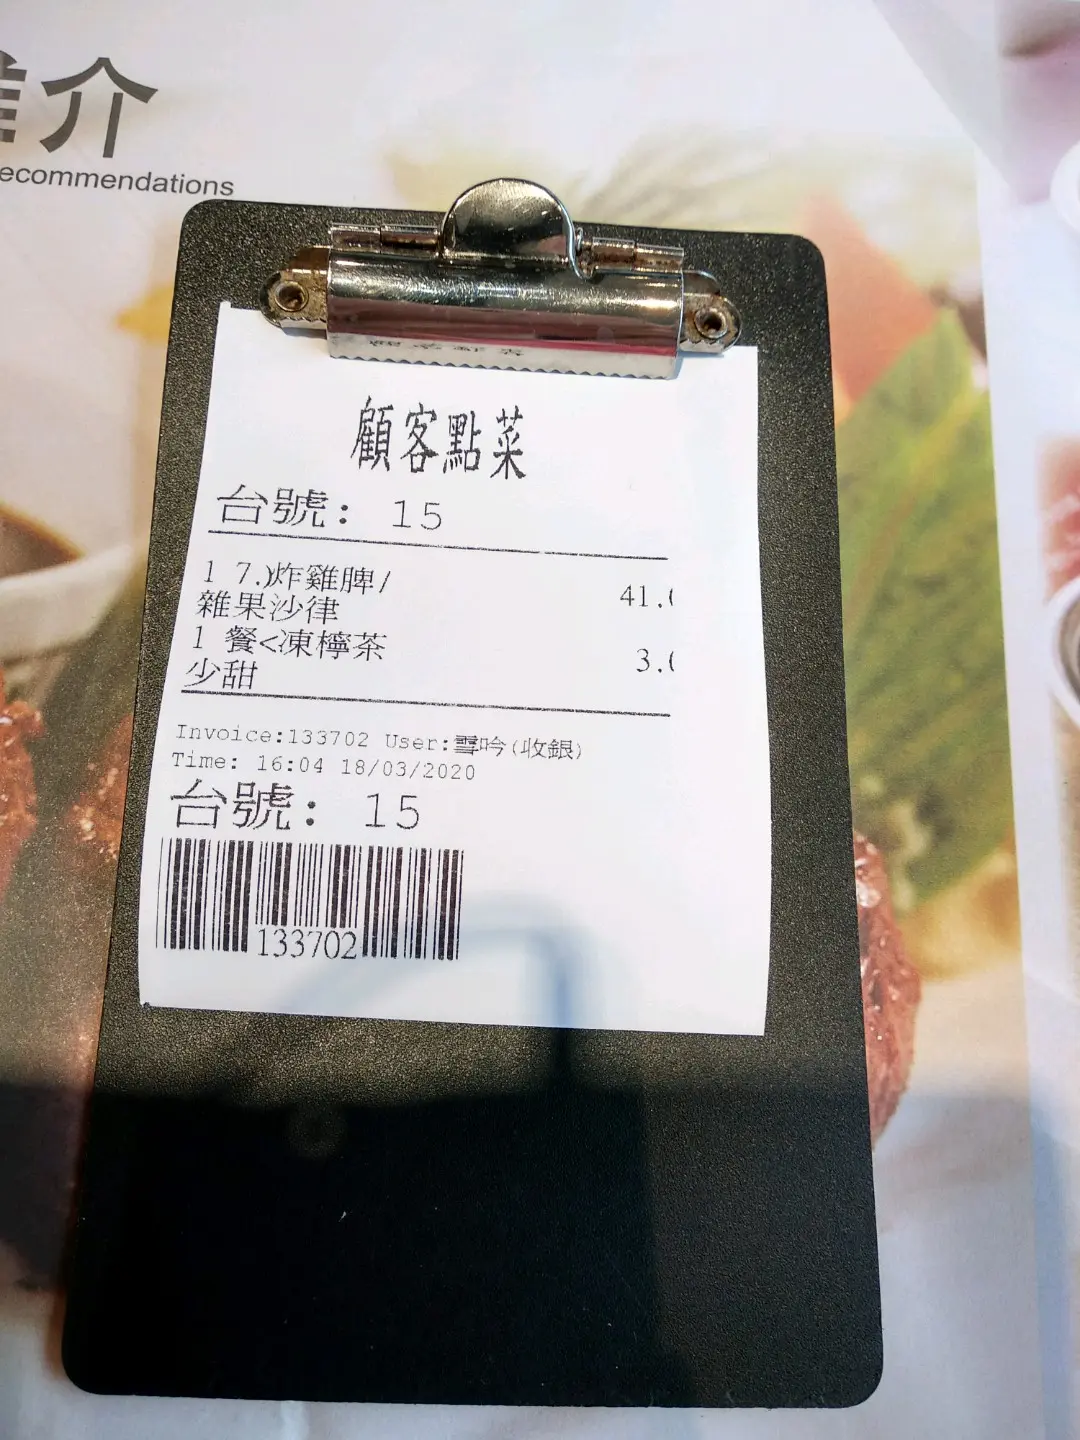 介
ecommendations
顧客點菜
台號: 15
1 7.)炸雞脾/ 41.
雜果沙律
1 餐<凍檸茶 3.
少甜
Invoice:133702 User:雪吟(收銀)
Time: 16:04 18/03/2020
台號: 15
133702